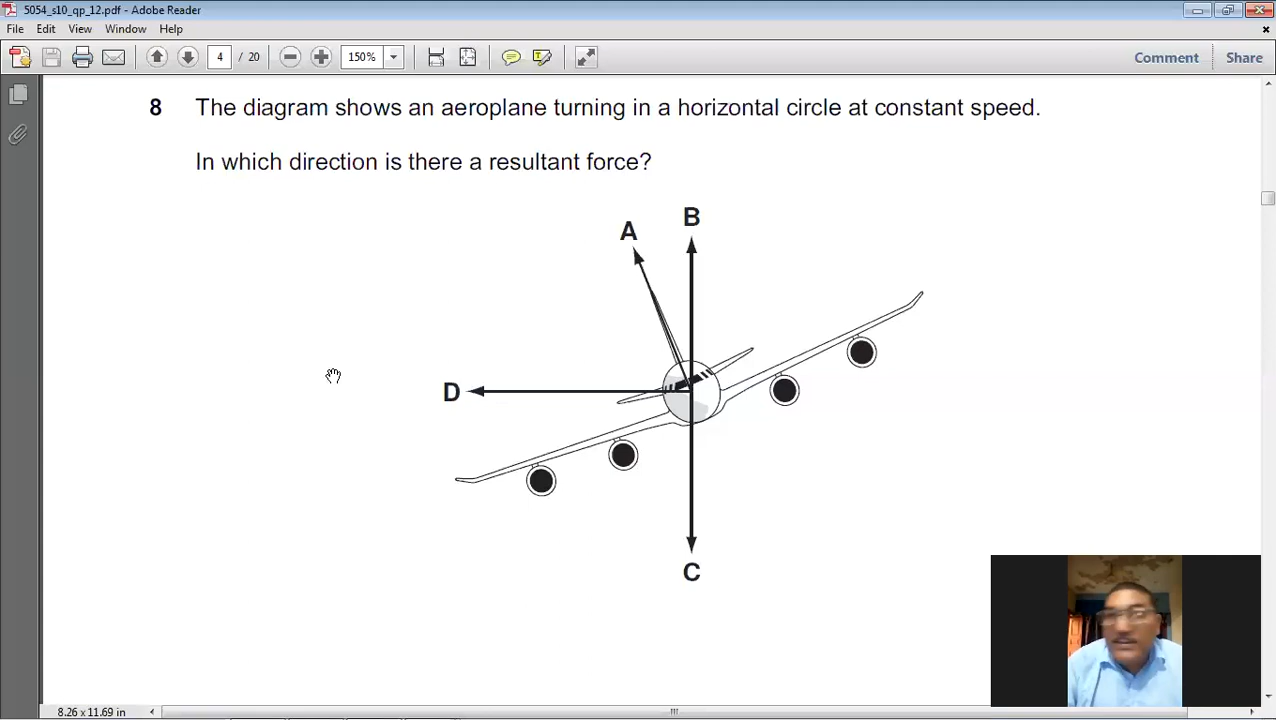 5054_s10_qp_12.pdf - Adobe Reader
File Edit View Window Help
4 / 20 150% Comment Share
8 The diagram shows an aeroplane turning in a horizontal circle at constant speed.
In which direction is there a resultant force?
B
A
D
C
8.26 x 11.69 in